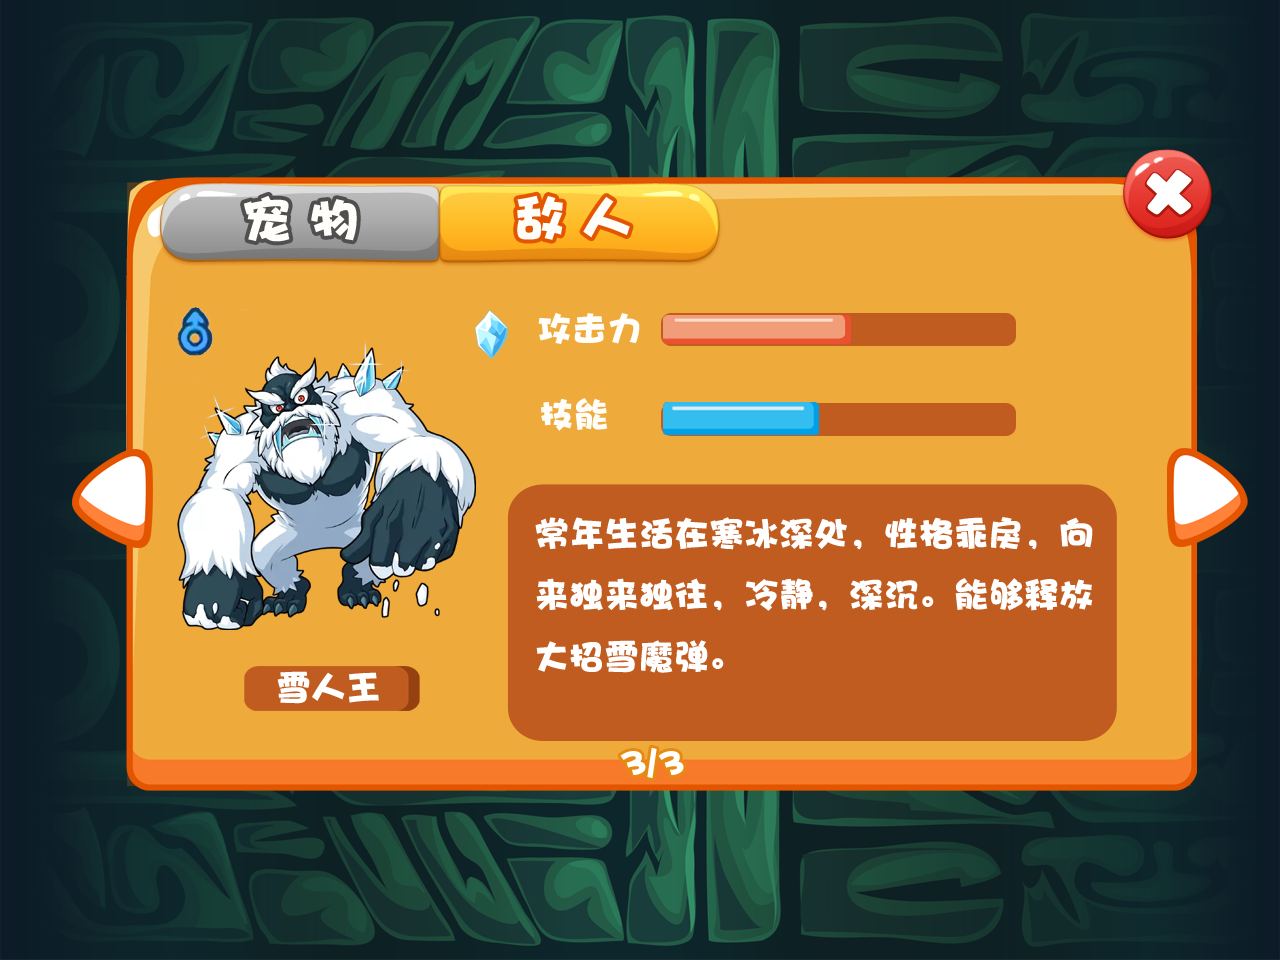 宠物
敌人
攻击力
技能
常年生活在寒冰深处，性格乖戾，向
来独来独往，冷静，深沉。能够释放
大招雪魔弹。
雪人王
3/3